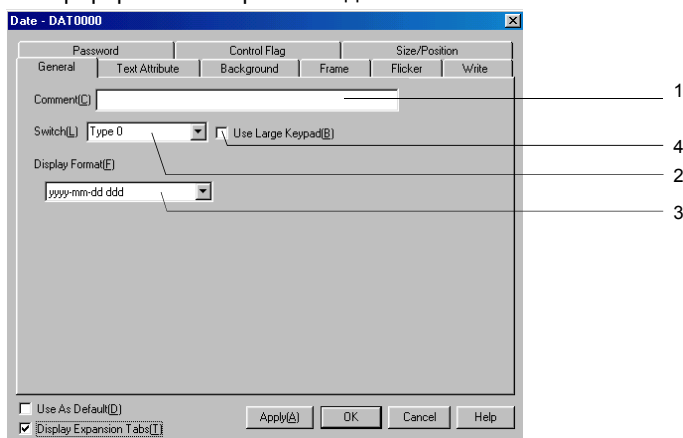 Date - DAT0000
Password Control Flag Size/Position
General Text Attribute Background Frame Flicker Write
Comment(C) 1
Switch(L) Type 0 Use Large Keypad(B)
4
Display Format(F) 2
yyyy-mm-dd ddd 3
Use As Default(D)
Display Expansion Tabs(T) Apply(A) OK Cancel Help